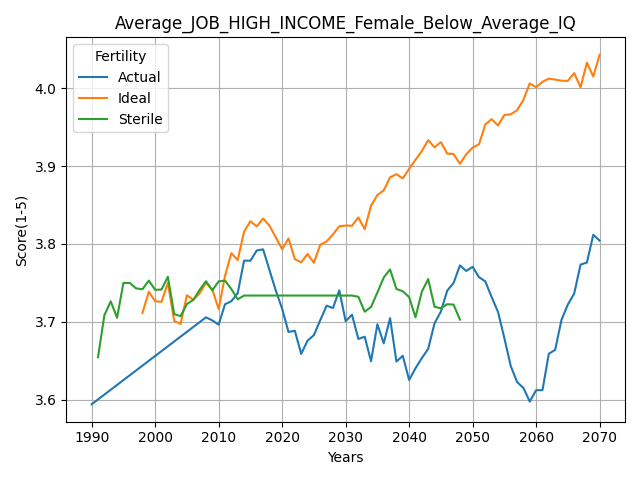 Average_JOB_HIGH_INCOME_Female_Below_Average_IQ
Fertility
Actual
Ideal
Sterile
Score(1-5)
4.0
3.9
3.8
3.7
3.6
1990 2000 2010 2020 2030 2040 2050 2060 2070
Years